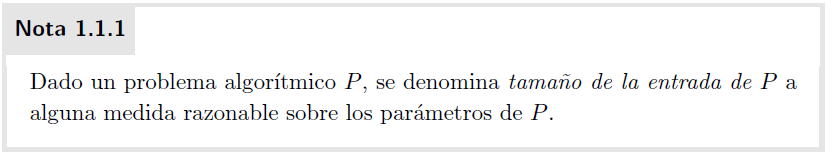 Nota 1.1.1
Dado un problema algorítmico P, se denomina tamaño de la entrada de P a
alguna medida razonable sobre los parámetros de P.